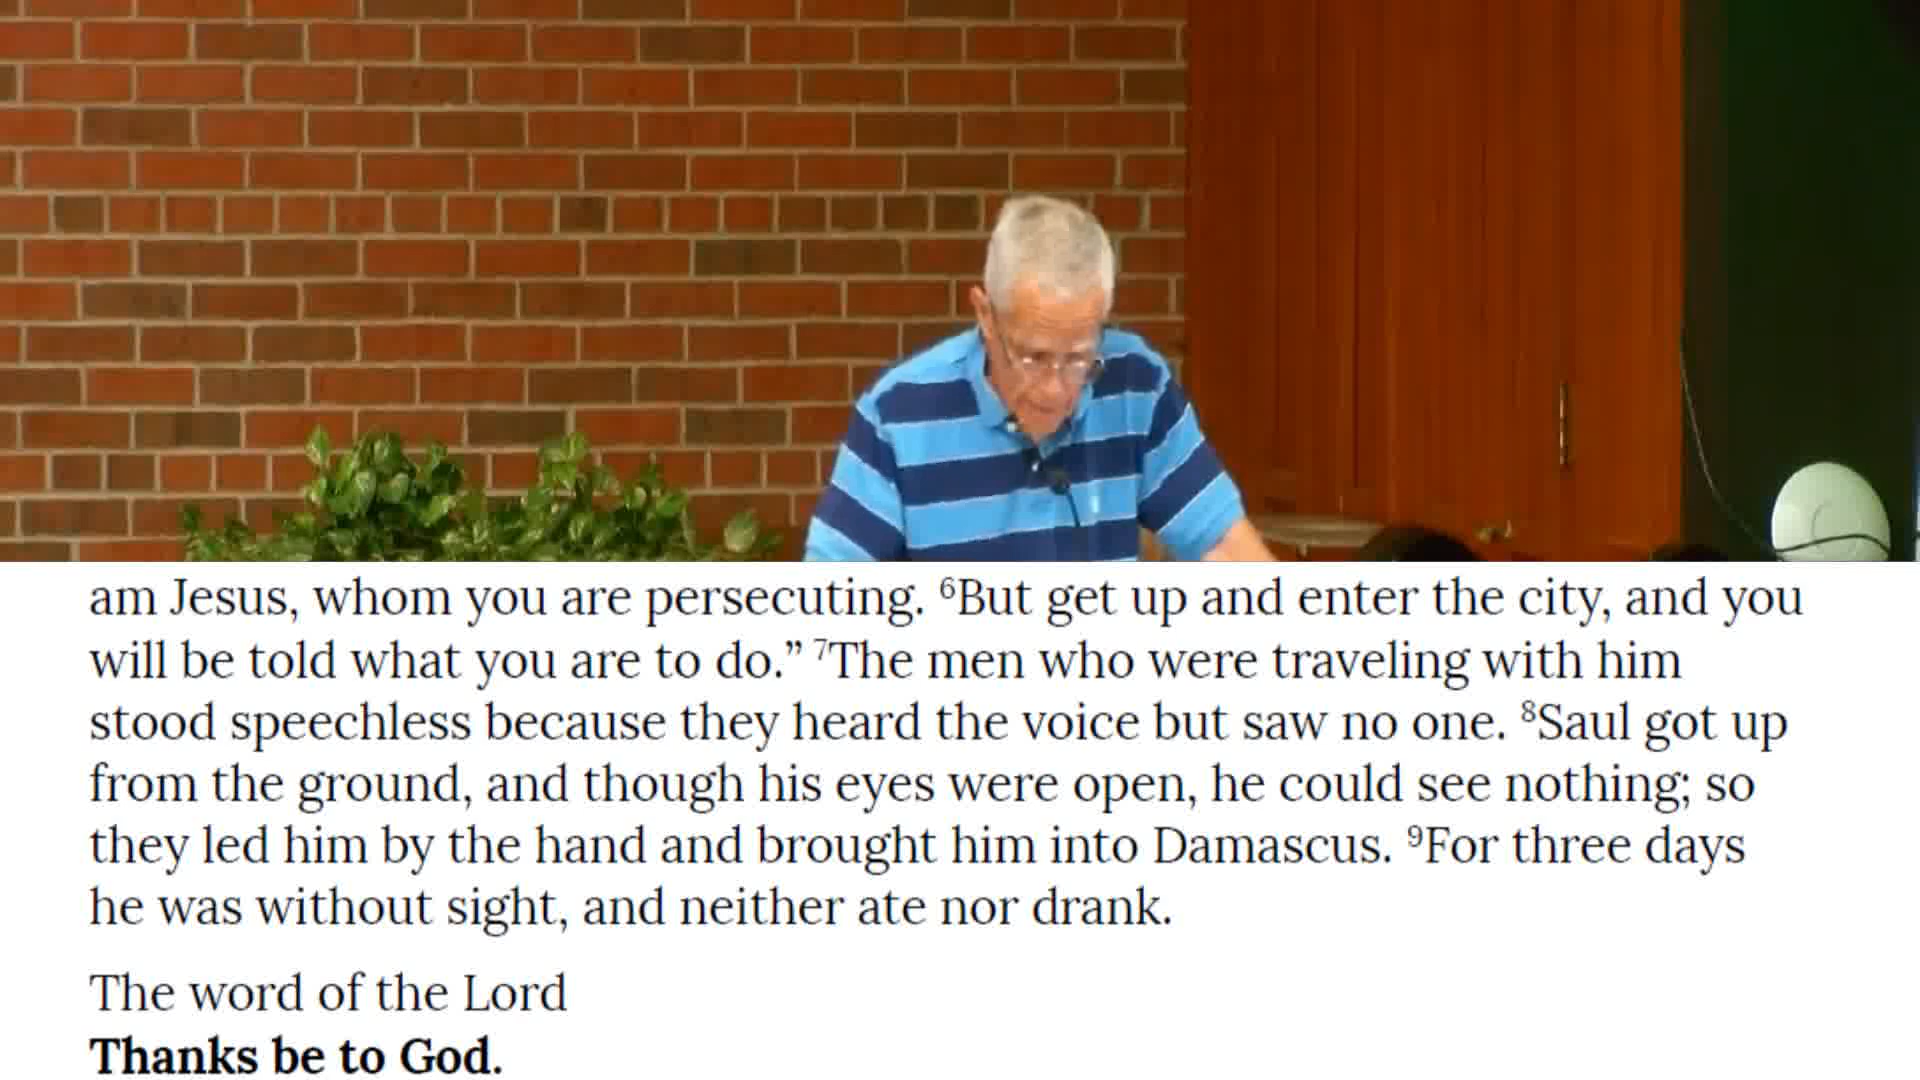 am Jesus, whom you are persecuting. ⁶But get up and enter the city, and you
will be told what you are to do.” ⁷The men who were traveling with him
stood speechless because they heard the voice but saw no one. ⁸Saul got up
from the ground, and though his eyes were open, he could see nothing; so
they led him by the hand and brought him into Damascus. ⁹For three days
he was without sight, and neither ate nor drank.
The word of the Lord
Thanks be to God.